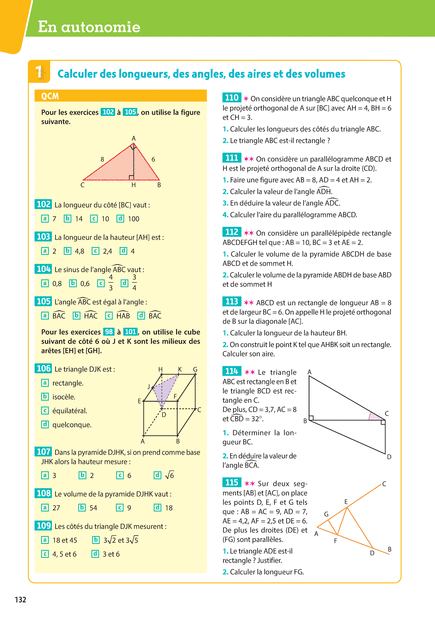 En autonomie
1 Calculer des longueurs, des angles, des aires et des volumes
QCM
Pour les exercices 102 à 105, on utilise la figure
suivante.
A
8
6
C
H
B
102 La longueur du côté [BC] vaut :
a 7 b 14 c 10 d 100
103 La longueur de la hauteur [AH] est :
a 2 b 4,8 c 2,4 d 4
104 Le sinus de l'angle ABC vaut :
a 0,8 b 0,6 c 4/3 d 3/4
105 L'angle ABC est égal à l'angle :
a BAC b HAC c HAB d BAC
Pour les exercices 98 à 101, on utilise le cube
suivant de côté 6 où J et K sont les milieux des
arêtes [EH] et [GH].
106 Le triangle DJK est :
a rectangle.
b isocèle.
c équilatéral.
d quelconque.
H
K
G
J
E
F
D
C
A
B
107 Dans la pyramide DJHK, si on prend comme base
JHK alors la hauteur mesure :
a 3 b 2 c 6 d √6
108 Le volume de la pyramide DJHK vaut :
a 27 b 54 c 9 d 18
109 Les côtés du triangle DJK mesurent :
a 18 et 45 b 3√2 et 3√5
c 4, 5 et 6 d 3 et 6
110 * On considère un triangle ABC quelconque et H
le projeté orthogonal de A sur [BC] avec AH = 4, BH = 6
et CH = 3.
1. Calculer les longueurs des côtés du triangle ABC.
2. Le triangle ABC est-il rectangle ?
111 ** On considère un parallélogramme ABCD et
H est le projeté orthogonal de A sur la droite (CD).
1. Faire une figure avec AB = 8, AD = 4 et AH = 2.
2. Calculer la valeur de l'angle ADH.
3. En déduire la valeur de l'angle ADC.
4. Calculer l'aire du parallélogramme ABCD.
112 ** On considère un parallélépipède rectangle
ABCDEFGH tel que : AB = 10, BC = 3 et AE = 2.
1. Calculer le volume de la pyramide ABCDH de base
ABCD et de sommet H.
2. Calculer le volume de la pyramide ABDH de base ABD
et de sommet H
113 ** ABCD est un rectangle de longueur AB = 8
et de largeur BC = 6. On appelle H le projeté orthogonal
de B sur la diagonale [AC].
1. Calculer la longueur de la hauteur BH.
2. On construit le point K tel que AHBK soit un rectangle.
Calculer son aire.
114 ** Le triangle
ABC est rectangle en B et
le triangle BCD est rec-
tangle en C.
De plus, CD = 3,7, AC = 8
et CBD = 32°.
1. Déterminer la lon-
gueur BC.
2. En déduire la valeur de
l'angle BCA.
A
B
C
D
115 ** Sur deux seg-
ments [AB] et [AC], on place
les points D, E, F et G tels
que : AB = AC = 9, AD = 7,
AE = 4,2, AF = 2,5 et DE = 6.
De plus les droites (DE) et
(FG) sont parallèles.
1. Le triangle ADE est-il
rectangle ? Justifier.
2. Calculer la longueur FG.
C
E
G
A
F
D
B
132